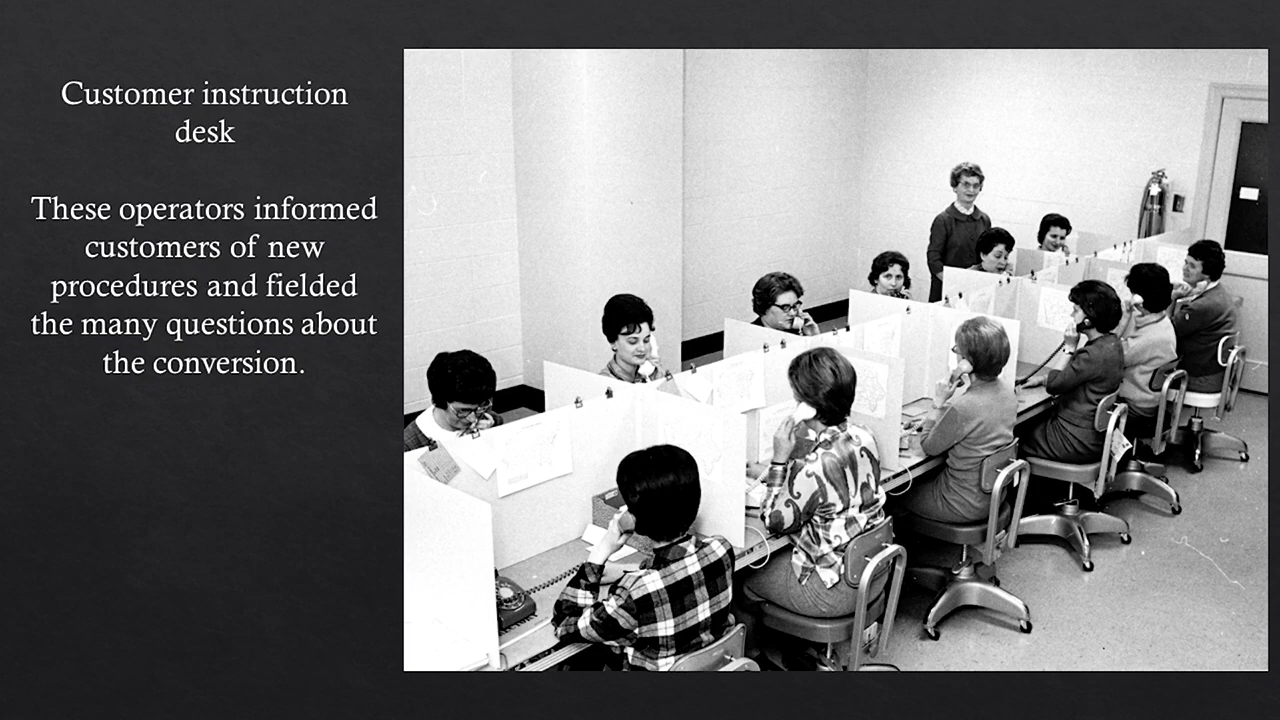 Customer instruction
desk
These operators informed
customers of new
procedures and fielded
the many questions about
the conversion.